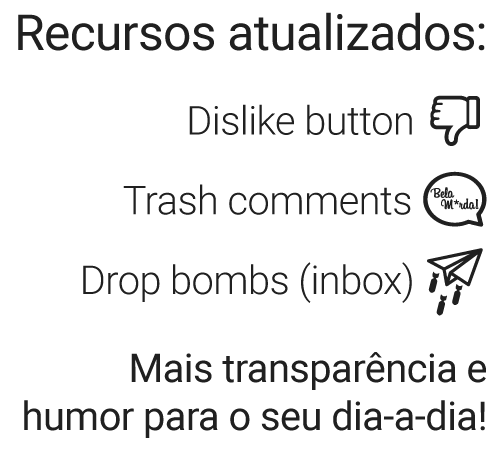 Recursos atualizados:
Dislike button
Trash comments
Bela
M*rda!
Drop bombs (inbox)
Mais transparência e
humor para o seu dia-a-dia!